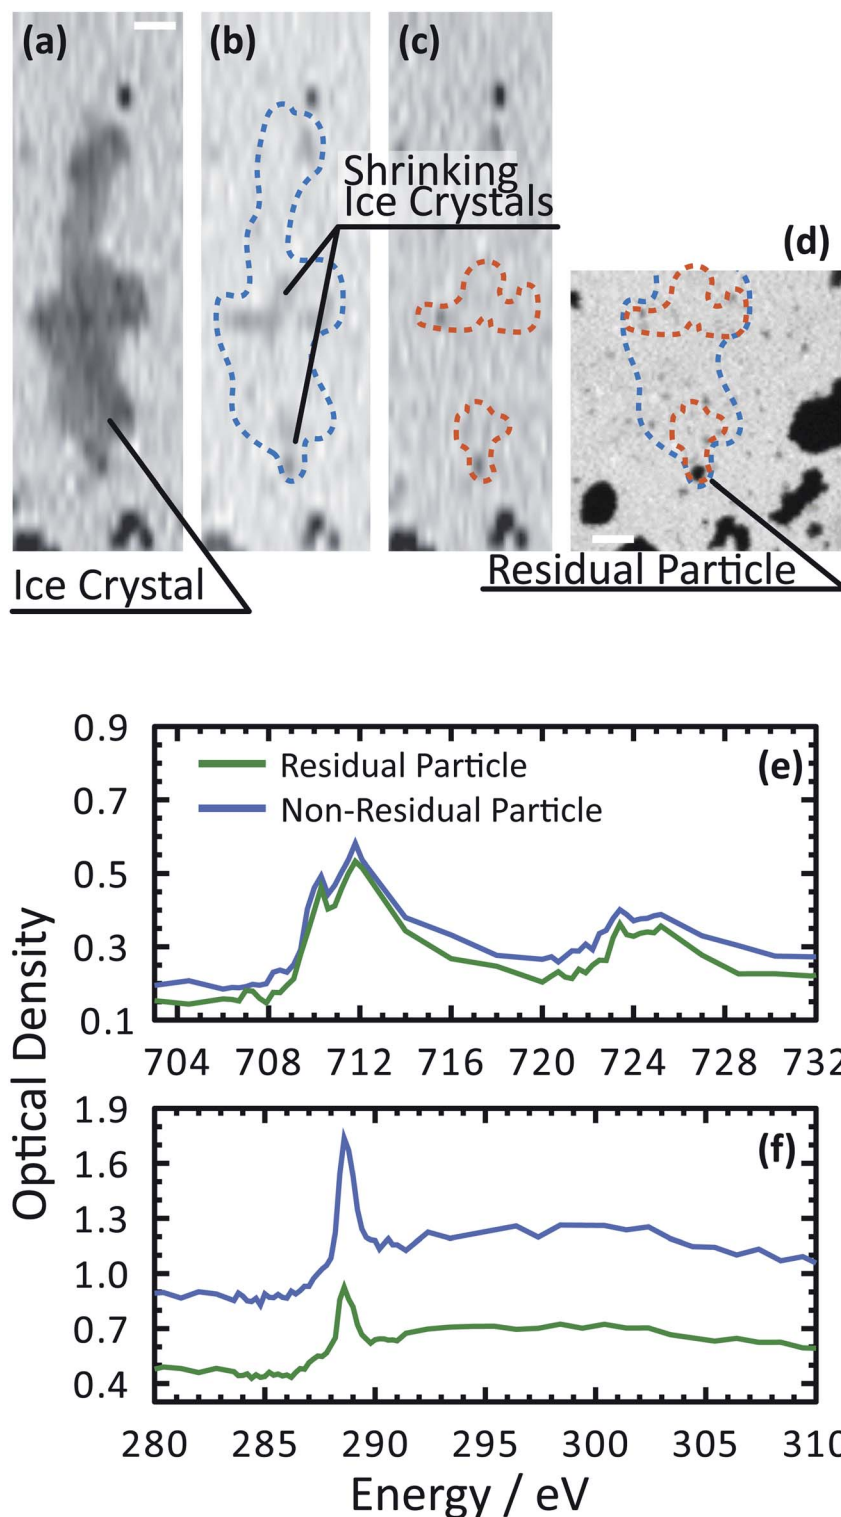 (a)
(b)
(c)
Shrinking
Ice Crystals
(d)
Ice Crystal
Residual Particle
0.9
0.7
0.5
0.3
0.1
Residual Particle
Non-Residual Particle
(e)
704 708 712 716 720 724 728 732
Optical Density
1.9
1.6
1.3
1.0
0.7
0.4
(f)
280 285 290 295 300 305 310
Energy / eV